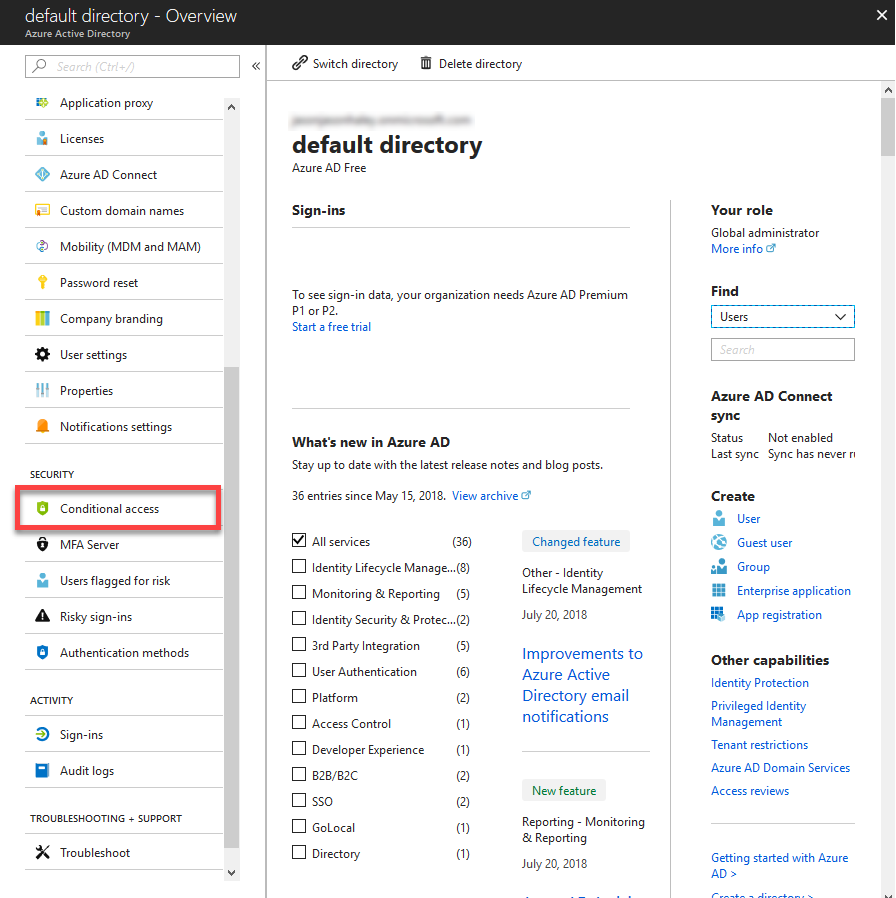 default directory - Overview
Azure Active Directory
Search (Ctrl+/)
Application proxy
Licenses
Azure AD Connect
Custom domain names
Mobility (MDM and MAM)
Password reset
Company branding
User settings
Properties
Notifications settings
SECURITY
Conditional access
MFA Server
Users flagged for risk
Risky sign-ins
Authentication methods
ACTIVITY
Sign-ins
Audit logs
TROUBLESHOOTING + SUPPORT
Troubleshoot
Switch directory
Delete directory
default directory
Azure AD Free
Sign-ins
To see sign-in data, your organization needs Azure AD Premium
P1 or P2.
Start a free trial
What's new in Azure AD
Stay up to date with the latest release notes and blog posts.
36 entries since May 15, 2018. View archive
All services (36)
Identity Lifecycle Manage...(8)
Monitoring & Reporting (5)
Identity Security & Protec...(2)
3rd Party Integration (5)
User Authentication (6)
Platform (2)
Access Control (1)
Developer Experience (1)
B2B/B2C (2)
SSO (2)
GoLocal (1)
Directory (1)
Changed feature
Other - Identity
Lifecycle Management
July 20, 2018
Improvements to
Azure Active
Directory email
notifications
New feature
Reporting - Monitoring
& Reporting
July 20, 2018
Your role
Global administrator
More info
Find
Users
Search
Azure AD Connect
sync
Status Not enabled
Last sync Sync has never
Create
User
Guest user
Group
Enterprise application
App registration
Other capabilities
Identity Protection
Privileged Identity
Management
Tenant restrictions
Azure AD Domain Services
Access reviews
Getting started with Azure
AD >
Create a directory >